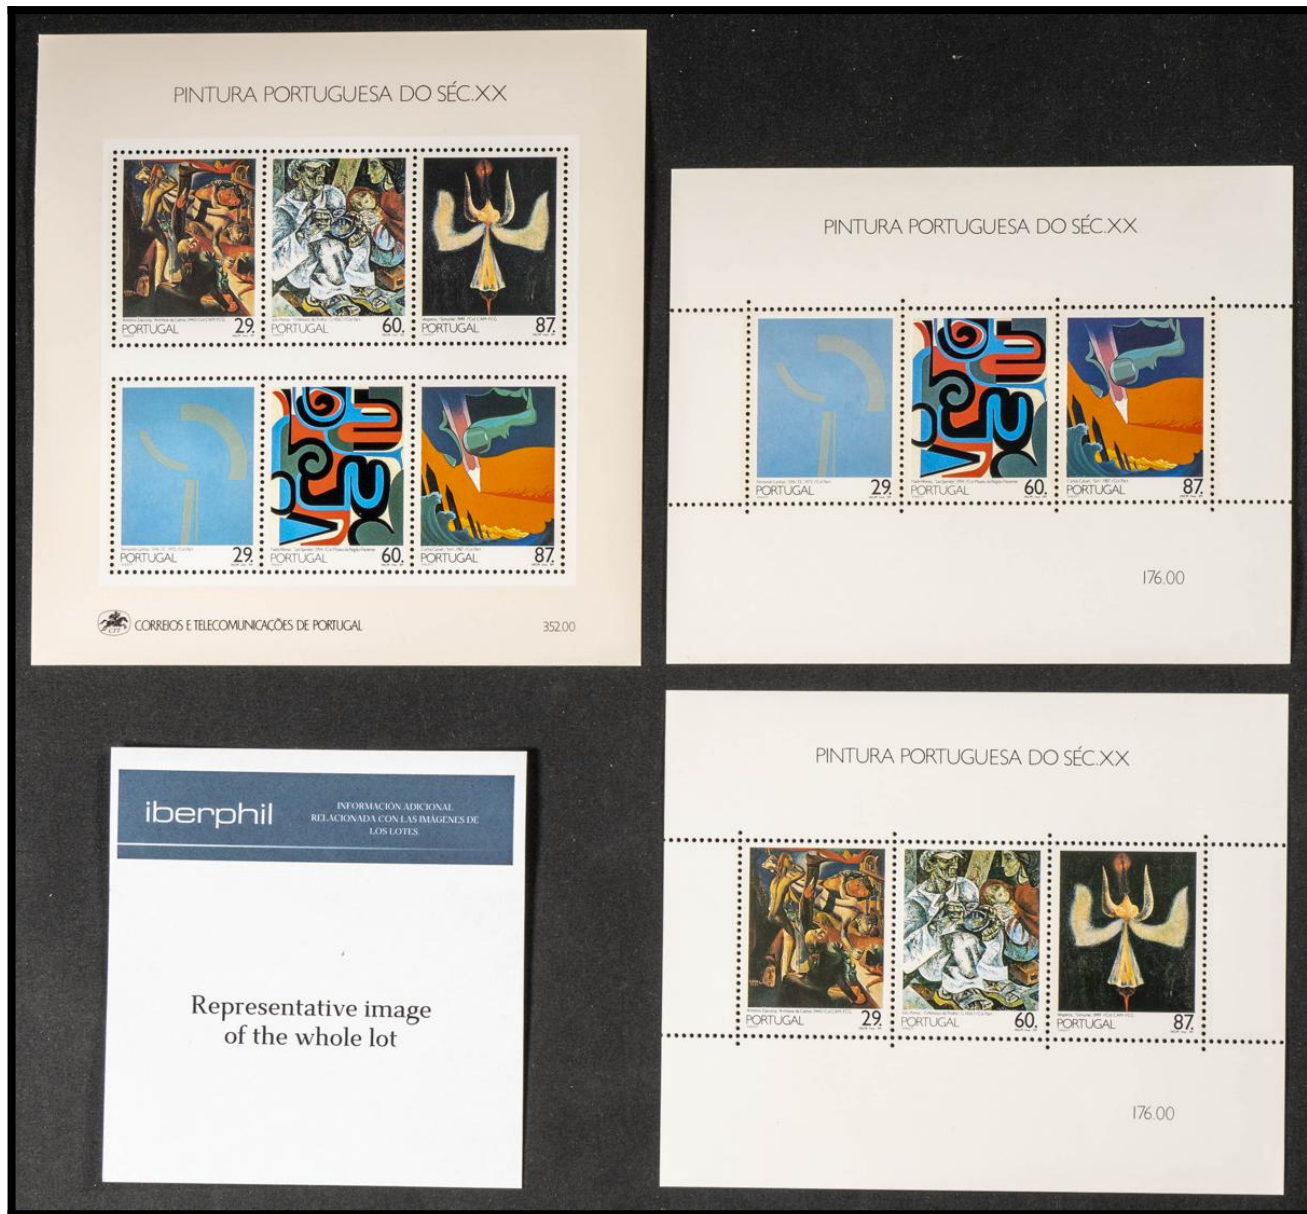 PINTURA PORTUGUESA DO SÉC.XX
PORTUGAL 29.
PORTUGAL 60.
PORTUGAL 87.
PORTUGAL 29.
PORTUGAL 60.
PORTUGAL 87.
CORREIOS E TELECOMUNICAÇÕES DE PORTUGAL
352.00
PINTURA PORTUGUESA DO SÉC.XX
PORTUGAL 29.
PORTUGAL 60.
PORTUGAL 87.
176.00
iberphil
INFORMACIÓN ADICIONAL
RELACIONADA CON LAS IMÁGENES DE
LOS LOTES
Representative image
of the whole lot
PINTURA PORTUGUESA DO SÉC.XX
PORTUGAL 29.
PORTUGAL 60.
PORTUGAL 87.
176.00